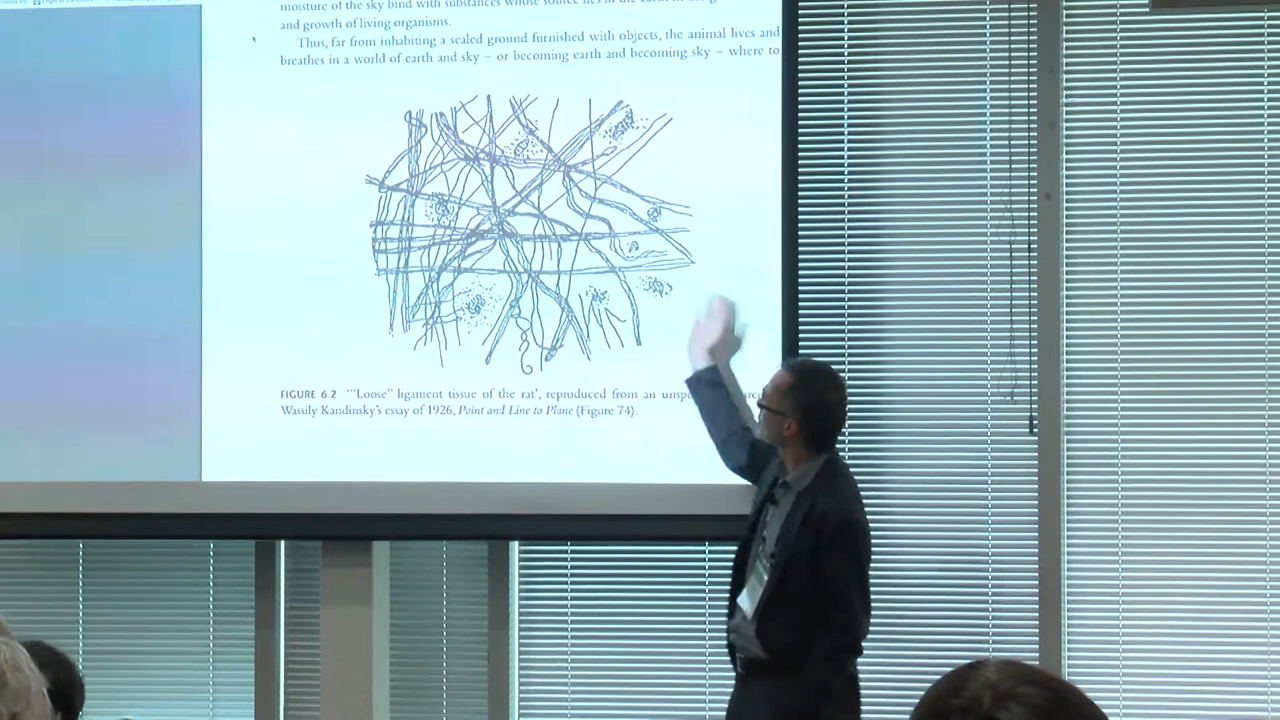 moisture of the sky bind with substances whose source lies in the earth in the
and growth of living organisms.
Thus, far from inhabiting a sealed ground furnished with objects, the animal lives and
breathes in a world of earth and sky – or becoming earth and becoming sky – where to
FIGURE 6.2 '"Loose" ligament tissue of the rat', reproduced from an
Wassily Kandinsky's essay of 1926, Point and Line to Plane (Figure 74).